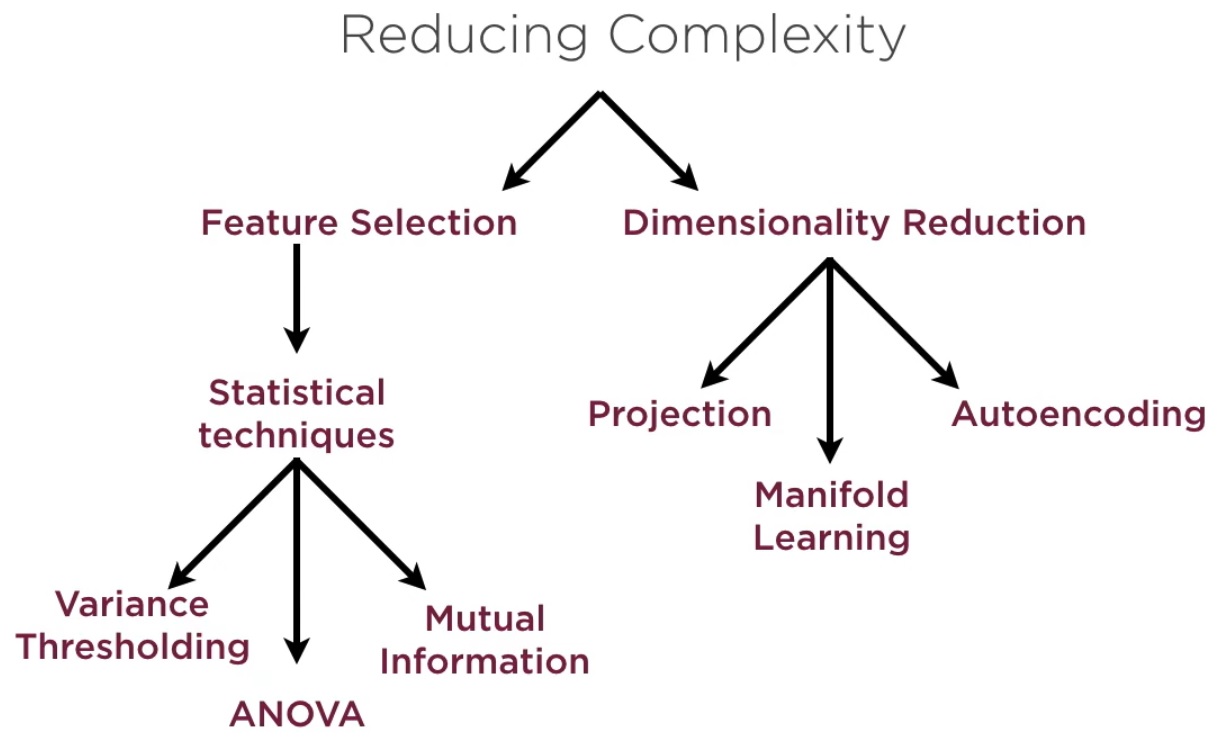 Reducing Complexity
Feature Selection
Dimensionality Reduction
Statistical
techniques
Projection
Autoencoding
Manifold
Learning
Variance
Thresholding
Mutual
Information
ANOVA